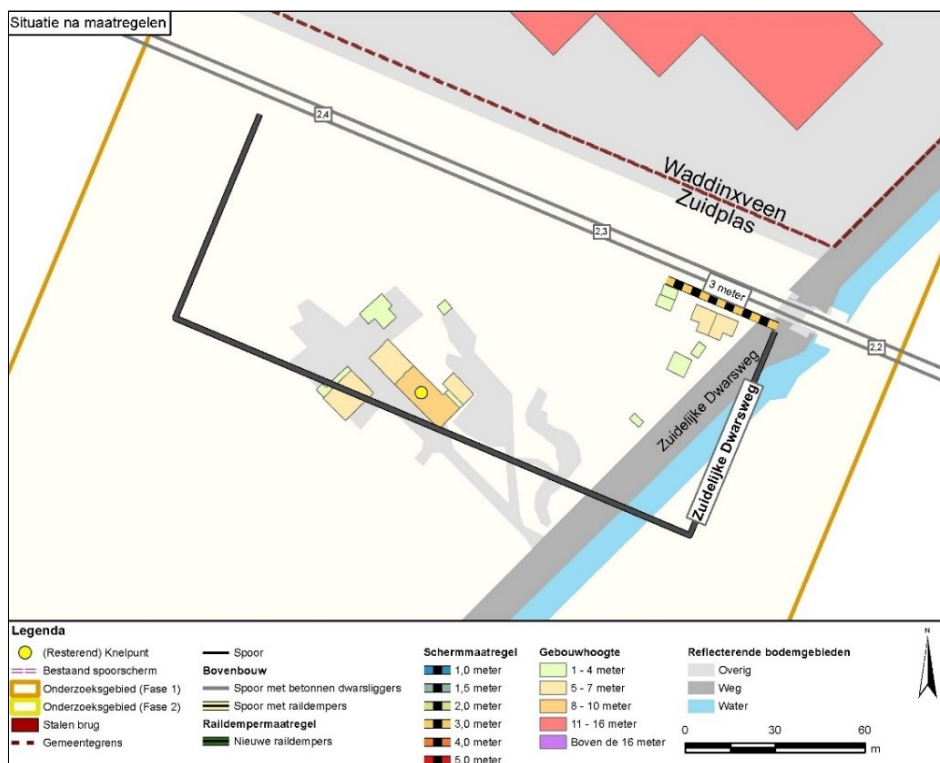 Situatie na maatregelen
2,4
2,3
Waddinxveen
Zuidplas
3 meter
2,2
Zuidelijke Dwarsweg
Zuidelijke Dwarsweg
Legenda
(Resterend) Knelpunt
Bestaand spoorscherm
Onderzoeksgebied (Fase 1)
Onderzoeksgebied (Fase 2)
Stalen brug
Gemeentegrens
Spoor
Bovenbouw
Spoor met betonnen dwarsliggers
Spoor met raildempers
Raildempermaatregel
Nieuwe raildempers
Schermmaatregel
1,0 meter
1,5 meter
2,0 meter
3,0 meter
4,0 meter
5,0 meter
Gebouwhoogte
1 - 4 meter
5 - 7 meter
8 - 10 meter
11 - 16 meter
Boven de 16 meter
Reflecterende bodemgebieden
Overig
Weg
Water
N
0 30 60
m